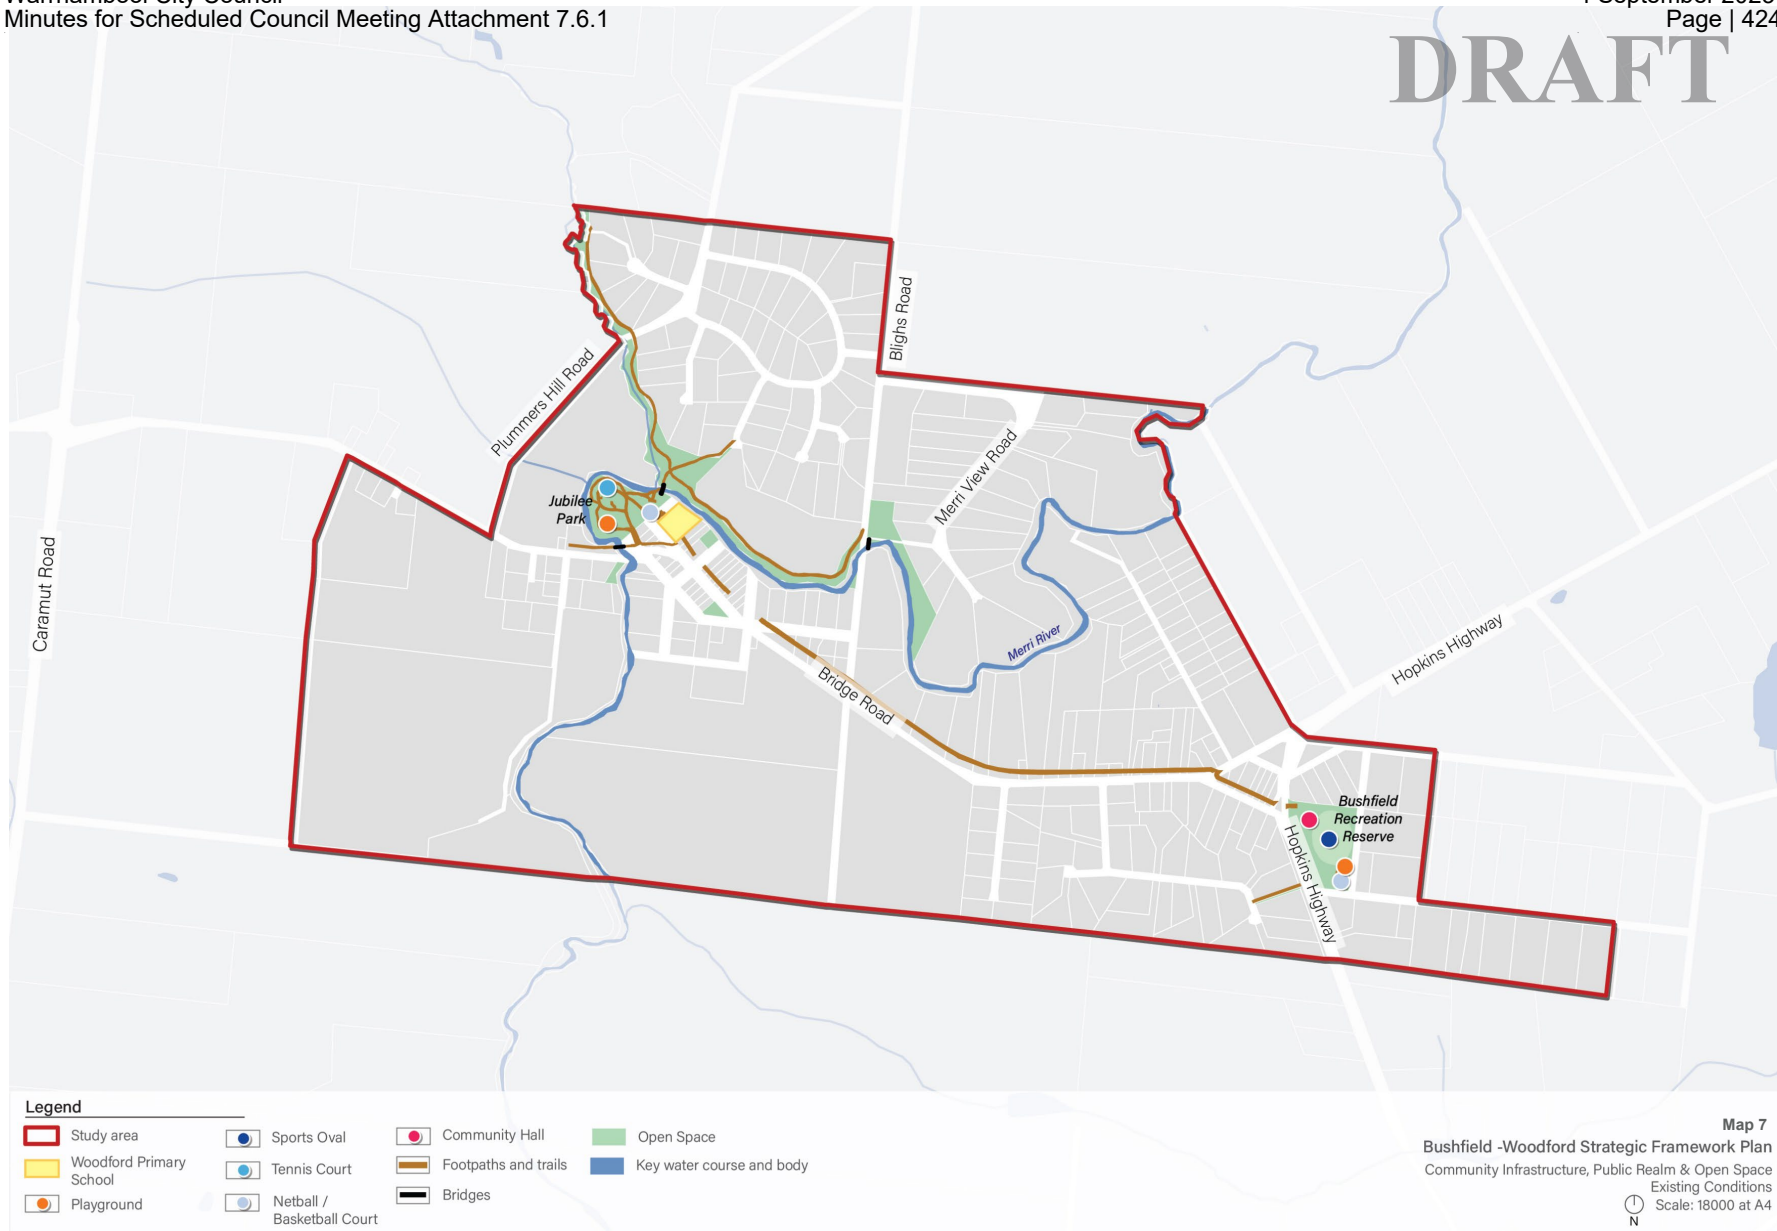 Minutes for Scheduled Council Meeting Attachment 7.6.1
Page | 424
DRAFT
Blighs Road
Plummers Hill Road
Merri View Road
Jubilee
Park
Caramut Road
Merri River
Hopkins Highway
Bridge Road
Bushfield
Recreation
Reserve
Hopkins Highway
Legend
Study area
Woodford Primary
School
Playground
Sports Oval
Tennis Court
Netball /
Basketball Court
Community Hall
Footpaths and trails
Bridges
Open Space
Key water course and body
Map 7
Bushfield -Woodford Strategic Framework Plan
Community Infrastructure, Public Realm & Open Space
Existing Conditions
Scale: 18000 at A4
N